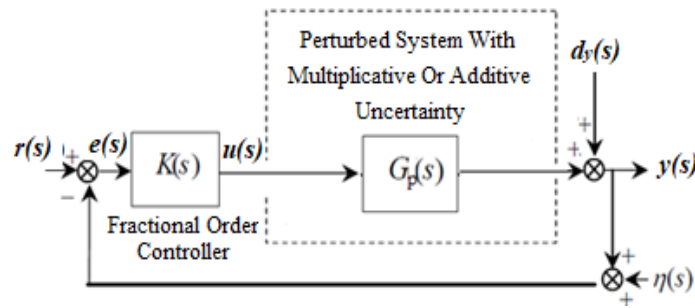 Perturbed System With
Multiplicative Or Additive
Uncertainty
dy(s)
r(s) + e(s) K(s) u(s) Gp(s) + + y(s)
−
Fractional Order
Controller
+
+ η(s)